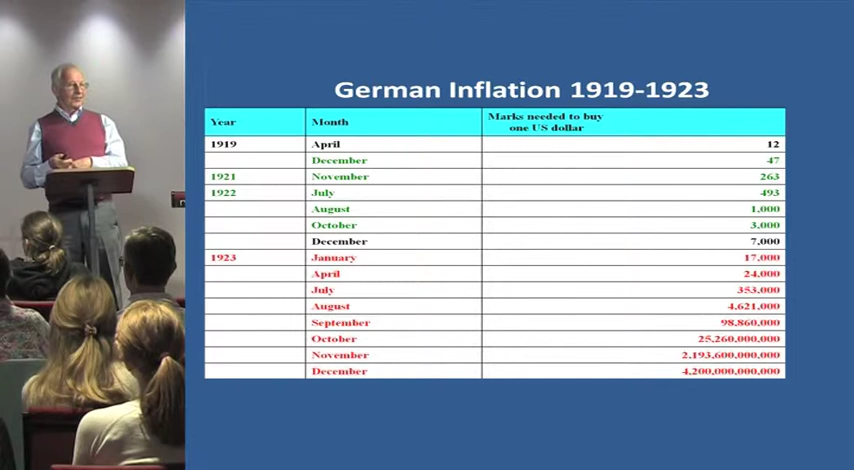 German Inflation 1919-1923
Year Month Marks needed to buy
one US dollar
1919 April 12
December 47
1921 November 263
1922 July 493
August 1,000
October 3,000
December 7,000
1923 January 17,000
April 24,000
July 353,000
August 4,621,000
September 98,860,000
October 25,260,000,000
November 2,193,600,000,000
December 4,200,000,000,000